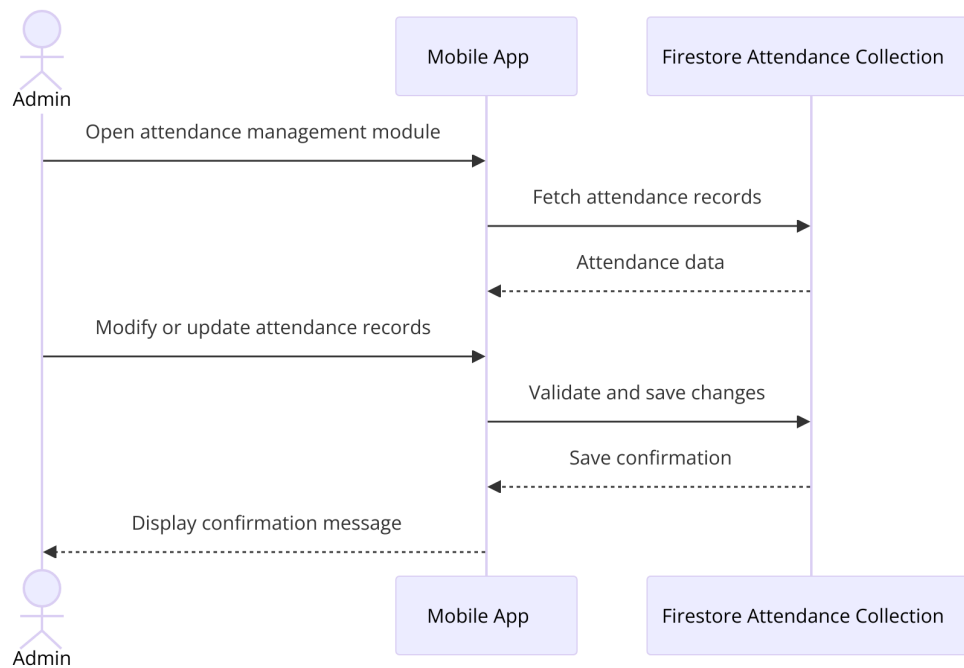 Mobile App
Firestore Attendance Collection
Admin
Open attendance management module
Fetch attendance records
Attendance data
Modify or update attendance records
Validate and save changes
Save confirmation
Display confirmation message
Mobile App
Firestore Attendance Collection
Admin